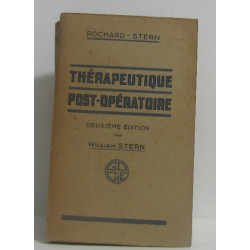 ROCHARD - STERN
THÉRAPEUTIQUE
POST-OPÉRATOIRE
DEUXIÈME ÉDITION
PAR
WILLIAM STERN